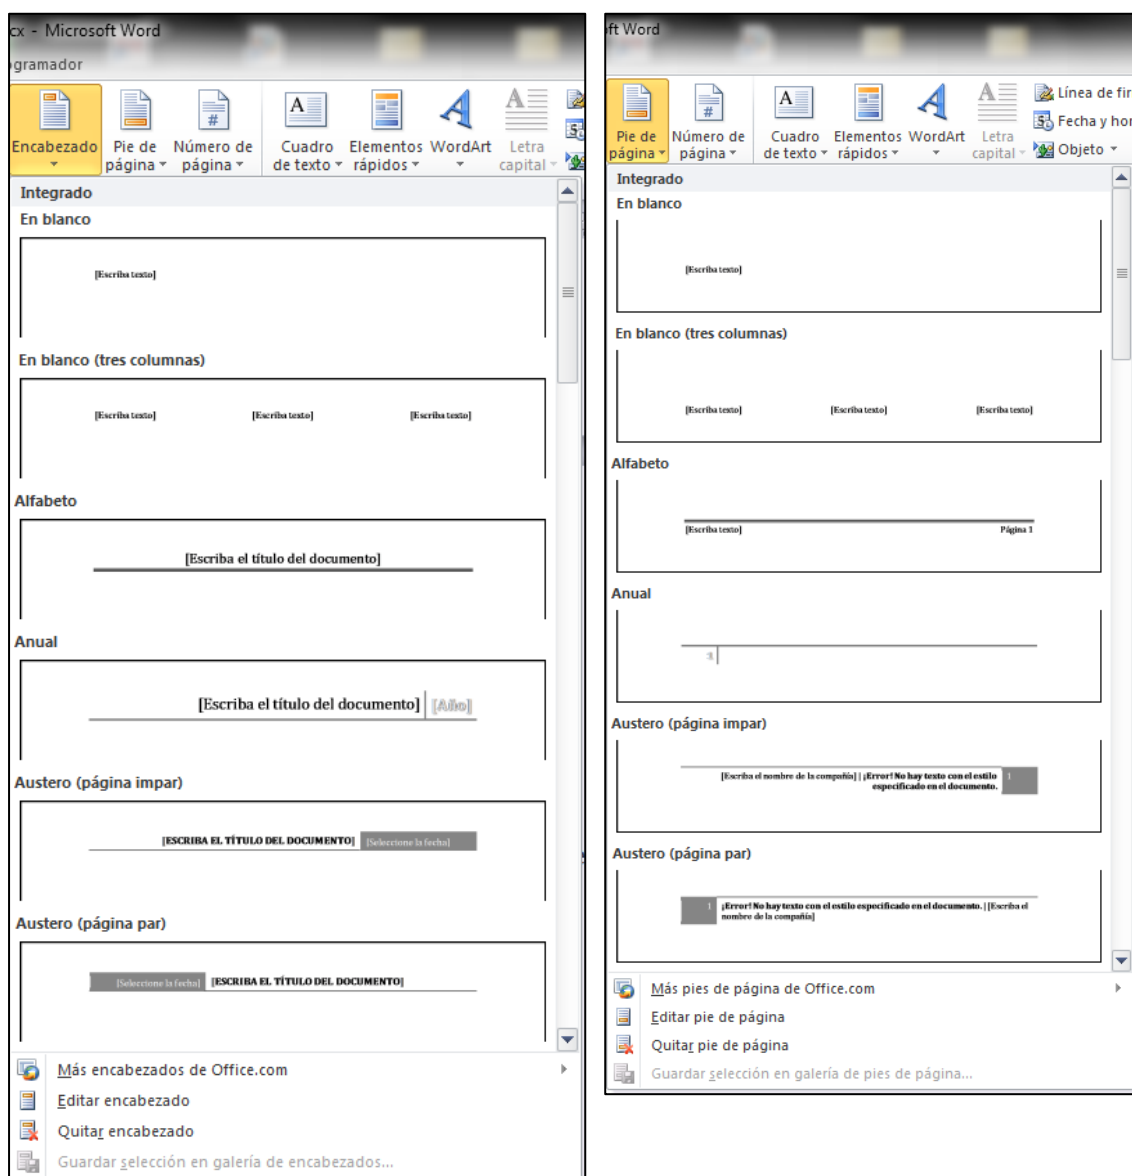 cx - Microsoft Word
gramador
Encabezado
Pie de página
Número de página
Cuadro de texto
Elementos rápidos
WordArt
Letra capital
Integrado
En blanco
[Escriba texto]
En blanco (tres columnas)
[Escriba texto] [Escriba texto] [Escriba texto]
Alfabeto
[Escriba el título del documento]
Anual
[Escriba el título del documento] [Año]
Austero (página impar)
[ESCRIBA EL TÍTULO DEL DOCUMENTO] [Seleccione la fecha]
Austero (página par)
[Seleccione la fecha] [ESCRIBA EL TÍTULO DEL DOCUMENTO]
Más encabezados de Office.com
Editar encabezado
Quitar encabezado
Guardar selección en galería de encabezados...
ft Word
Pie de página
Número de página
Cuadro de texto
Elementos rápidos
WordArt
Letra capital
Línea de fir
Fecha y hor
Objeto
Integrado
En blanco
[Escriba texto]
En blanco (tres columnas)
[Escriba texto] [Escriba texto] [Escriba texto]
Alfabeto
[Escriba texto] Página 1
Anual
1
Austero (página impar)
[Escriba el nombre de la compañía] | ¡Error! No hay texto con el estilo 1
especificado en el documento.
Austero (página par)
1 ¡Error! No hay texto con el estilo especificado en el documento. | [Escriba el
nombre de la compañía]
Más pies de página de Office.com
Editar pie de página
Quitar pie de página
Guardar selección en galería de pies de página...